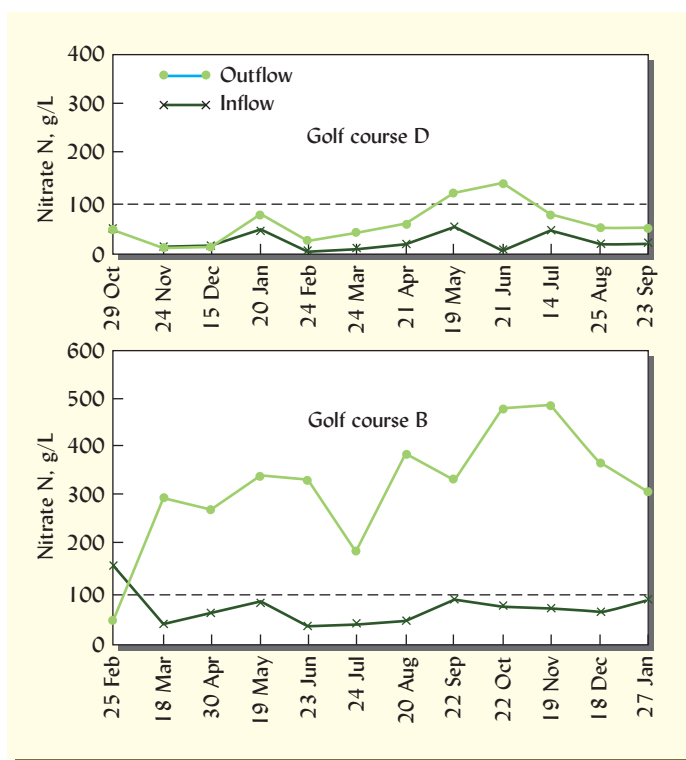 400
300
200
100
0
Nitrate N, g/L
Outflow
Inflow
Golf course D
29 Oct
24 Nov
15 Dec
20 Jan
24 Feb
24 Mar
21 Apr
19 May
21 Jun
14 Jul
25 Aug
23 Sep
600
500
400
300
200
100
0
Nitrate N, g/L
Golf course B
25 Feb
18 Mar
30 Apr
19 May
23 Jun
24 Jul
20 Aug
22 Sep
22 Oct
19 Nov
18 Dec
27 Jan